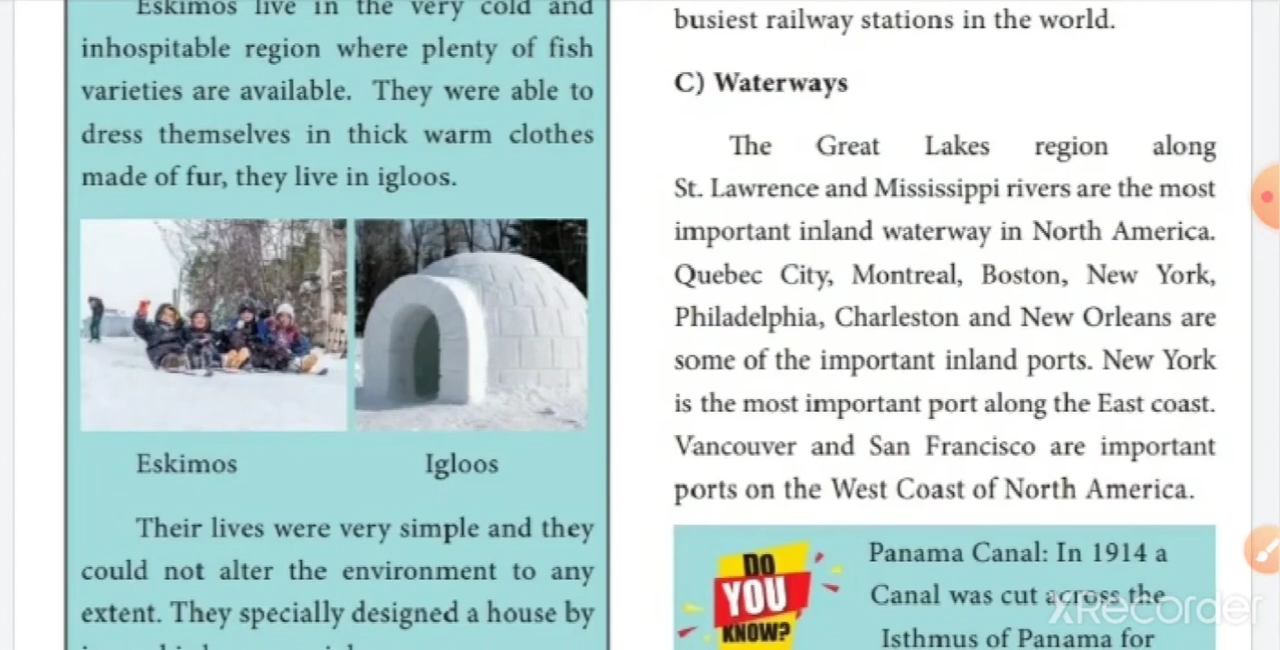 Eskimos live in the very cold and
inhospitable region where plenty of fish
varieties are available. They were able to
dress themselves in thick warm clothes
made of fur, they live in igloos.
Eskimos
Igloos
Their lives were very simple and they
could not alter the environment to any
extent. They specially designed a house by
busiest railway stations in the world.
C) Waterways
The Great Lakes region along
St. Lawrence and Mississippi rivers are the most
important inland waterway in North America.
Quebec City, Montreal, Boston, New York,
Philadelphia, Charleston and New Orleans are
some of the important inland ports. New York
is the most important port along the East coast.
Vancouver and San Francisco are important
ports on the West Coast of North America.
DO
YOU
KNOW?
Panama Canal: In 1914 a
Canal was cut across the
Isthmus of Panama for
XRecorder